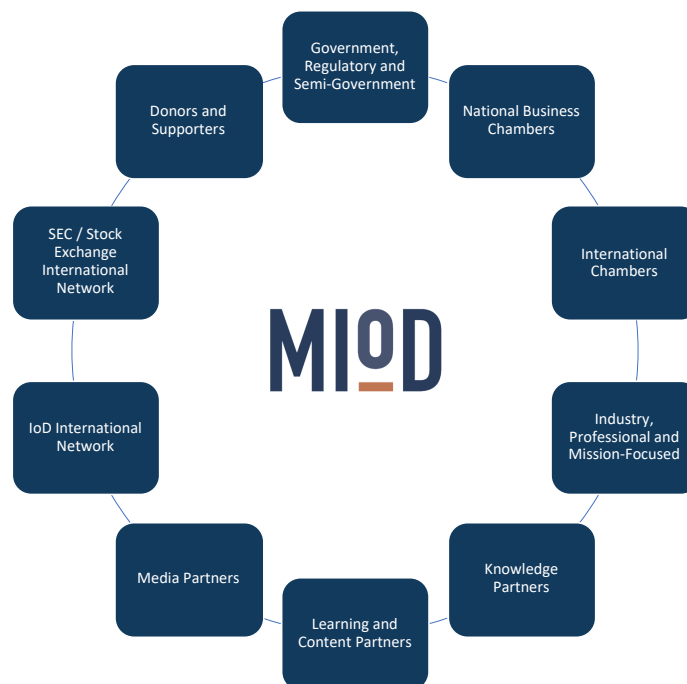 Government,
Regulatory and
Semi-Government
National Business
Chambers
International
Chambers
Industry,
Professional and
Mission-Focused
Knowledge
Partners
Learning and
Content Partners
Media Partners
IoD International
Network
SEC / Stock
Exchange
International
Network
Donors and
Supporters
MIoD